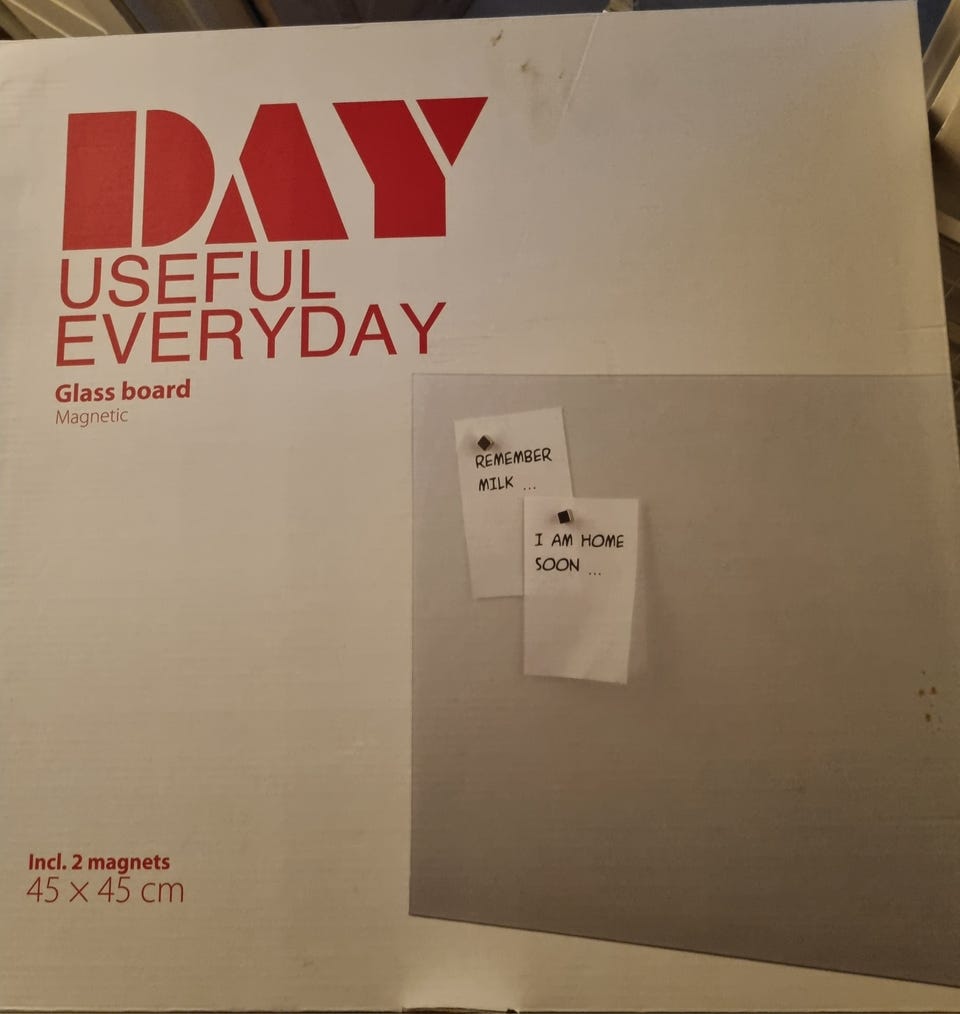 DAY
USEFUL
EVERYDAY
Glass board
Magnetic
REMEMBER
MILK ...
I AM HOME
SOON ...
Incl. 2 magnets
45 x 45 cm